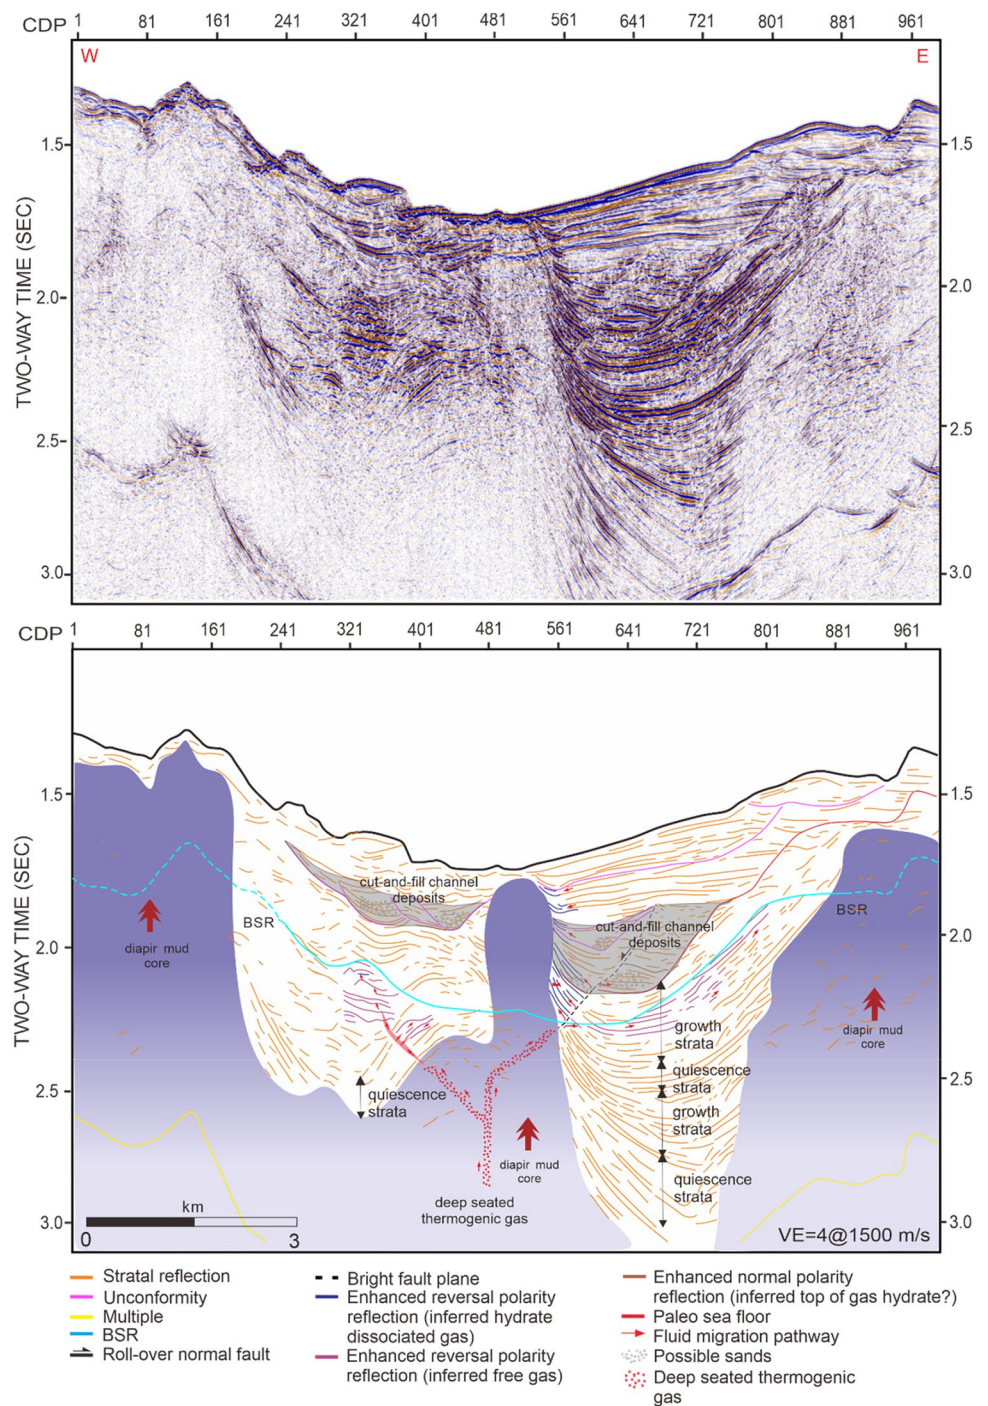 CDP 1 81 161 241 321 401 481 561 641 721 801 881 961
W E
1.5 1.5
2.0 2.0
2.5 2.5
3.0 3.0
TWO-WAY TIME (SEC)
CDP 1 81 161 241 321 401 481 561 641 721 801 881 961
1.5 1.5
2.0 2.0
2.5 2.5
3.0 3.0
TWO-WAY TIME (SEC)
cut-and-fill channel
deposits
BSR
diapir mud
core
cut-and-fill channel
deposits
BSR
diapir mud
core
growth
strata
quiescence
strata
growth
strata
quiescence
strata
quiescence
strata
diapir mud
core
deep seated
thermogenic gas
km
0 3
VE=4@1500 m/s
Stratal reflection
Unconformity
Multiple
BSR
Roll-over normal fault
Bright fault plane
Enhanced reversal polarity
reflection (inferred hydrate
dissociated gas)
Enhanced reversal polarity
reflection (inferred free gas)
Enhanced normal polarity
reflection (inferred top of gas hydrate?)
Paleo sea floor
Fluid migration pathway
Possible sands
Deep seated thermogenic
gas